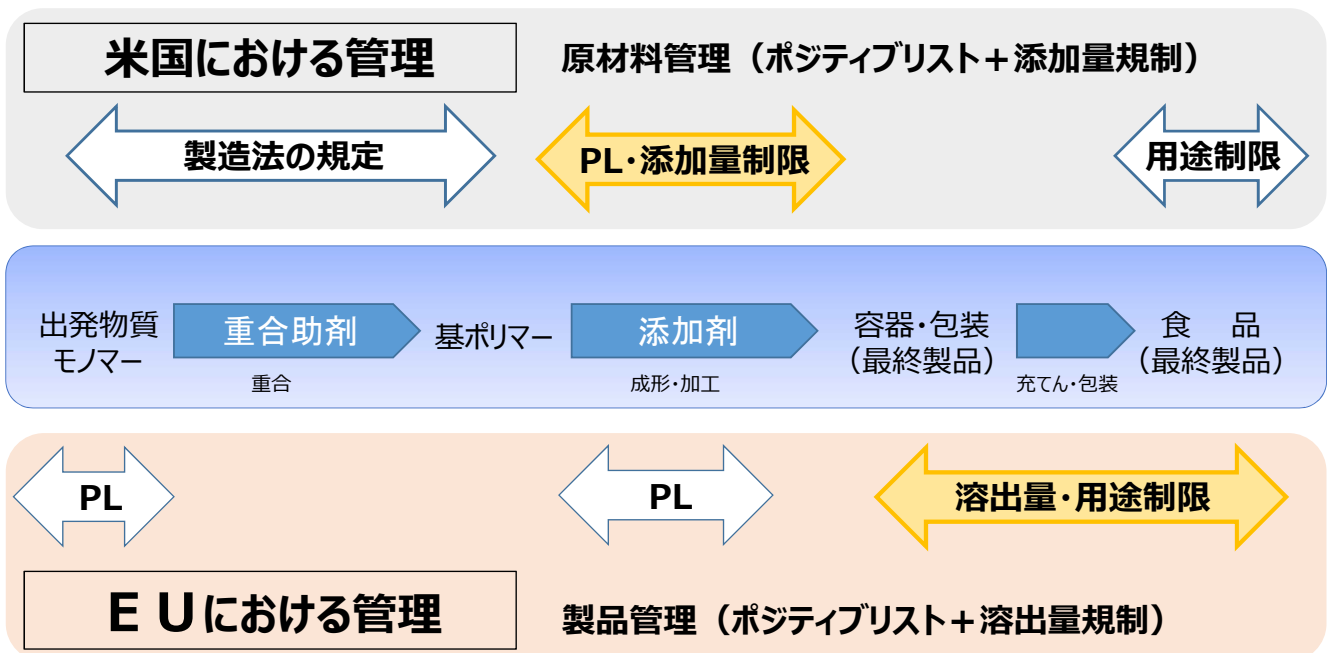 米国における管理
原材料管理（ポジティブリスト＋添加量規制）
製造法の規定
PL・添加量制限
用途制限
出発物質
モノマー
重合助剤
重合
基ポリマー
添加剤
成形・加工
容器・包装
（最終製品）
充てん・包装
食　品
（最終製品）
PL
PL
溶出量・用途制限
ＥＵにおける管理
製品管理（ポジティブリスト＋溶出量規制）